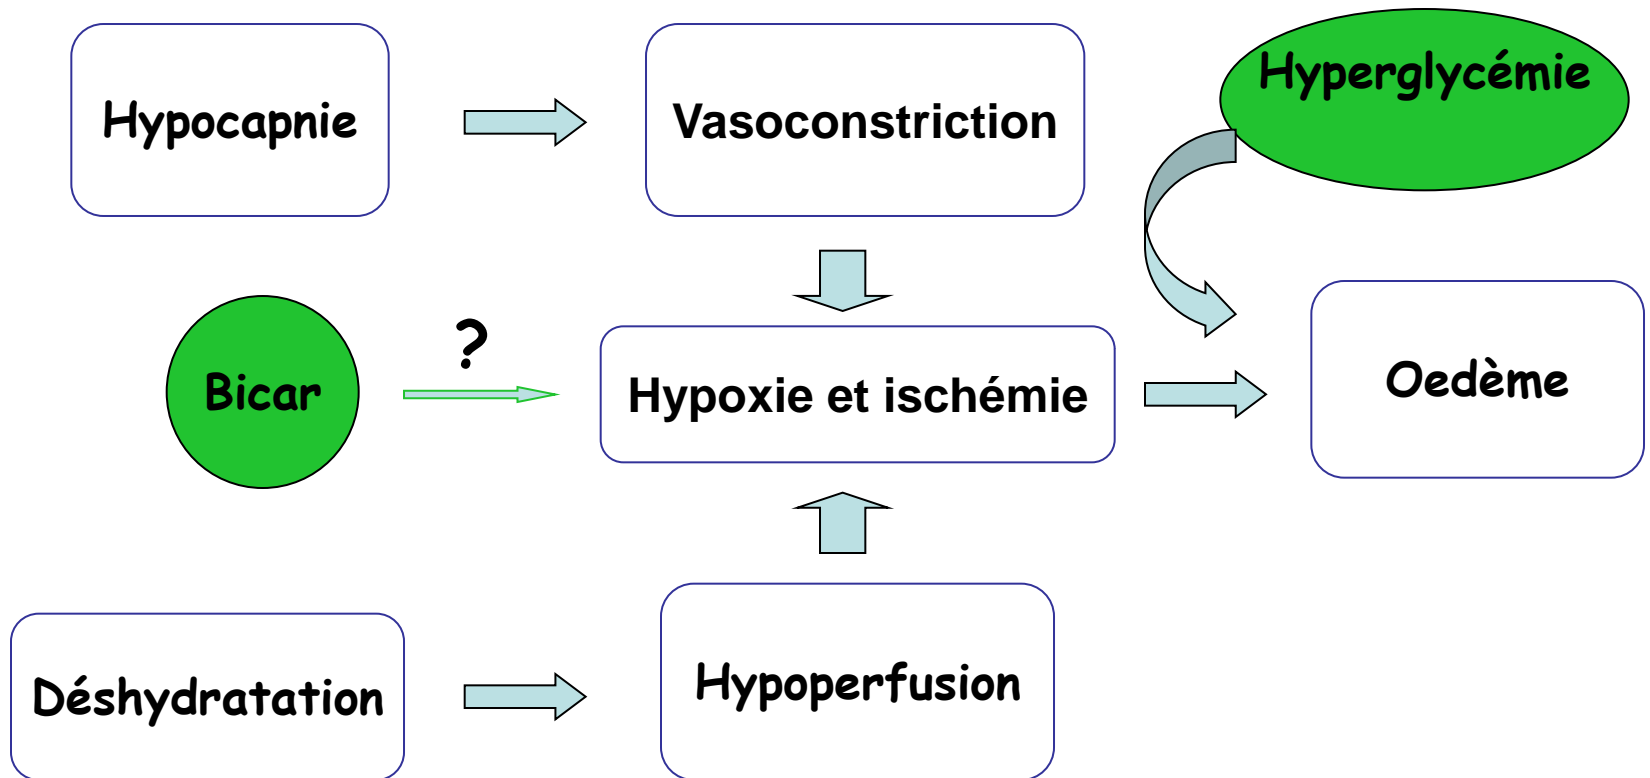 Hypocapnie
Vasoconstriction
Hyperglycémie
Bicar
?
Hypoxie et ischémie
Oedème
Déshydratation
Hypoperfusion